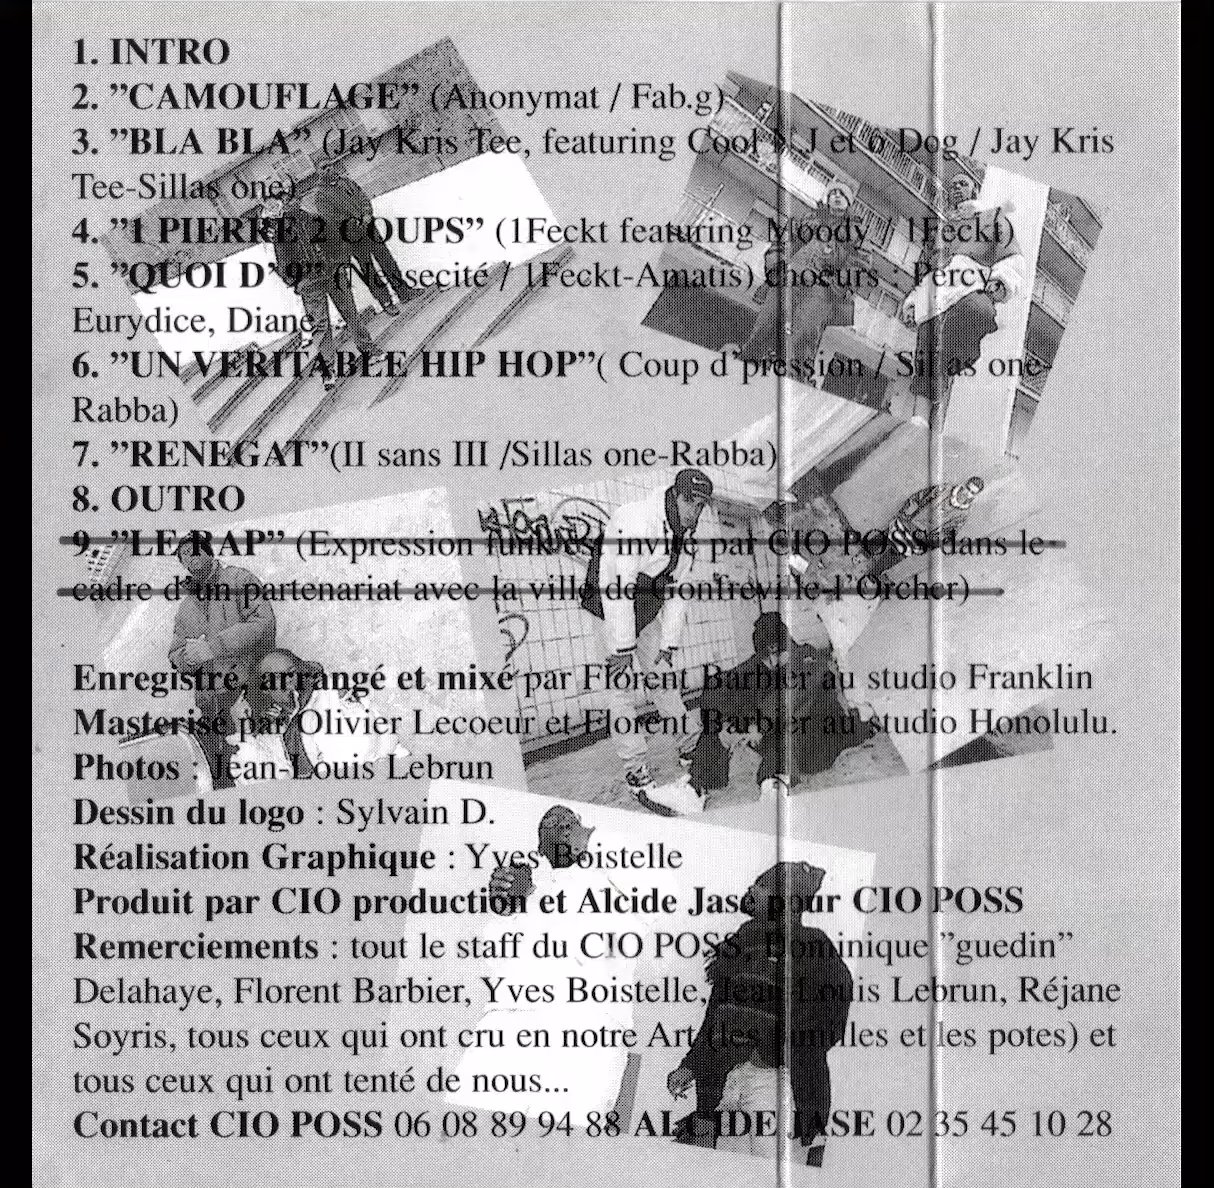 1. INTRO
2. ”CAMOUFLAGE” (Anonymat / Fab.g)
3. ”BLA BLA” (Jay Kris Tee, featuring Cool N.J et ô Dog / Jay Kris
Tee-Sillas one)
4. ”1 PIERRE 2 COUPS” (1Feckt featuring Moody / 1Feckt)
5. ”QUOI D’9” (Néssecité / 1Feckt-Amatis) choeurs : Percy,
Eurydice, Diane
6. ”UN VERITABLE HIP HOP”( Coup d’pression / Sillas one-
Rabba)
7. ”RENEGAT”(II sans III /Sillas one-Rabba)
8. OUTRO
9. ”LE RAP” (Expression funk est invité par CIO POSS dans le
cadre d’un partenariat avec la ville de Gonfreville-l’Orcher)
Enregistré, arrangé et mixé par Florent Barbier au studio Franklin
Masterisé par Olivier Lecoeur et Florent Barbier au studio Honolulu.
Photos : Jean-Louis Lebrun
Dessin du logo : Sylvain D.
Réalisation Graphique : Yves Boistelle
Produit par CIO production et Alcide Jase pour CIO POSS
Remerciements : tout le staff du CIO POSS, Dominique ”guedin”
Delahaye, Florent Barbier, Yves Boistelle, Jean-Louis Lebrun, Réjane
Soyris, tous ceux qui ont cru en notre Art (les familles et les potes) et
tous ceux qui ont tenté de nous...
Contact CIO POSS 06 08 89 94 88 ALCIDE JASE 02 35 45 10 28